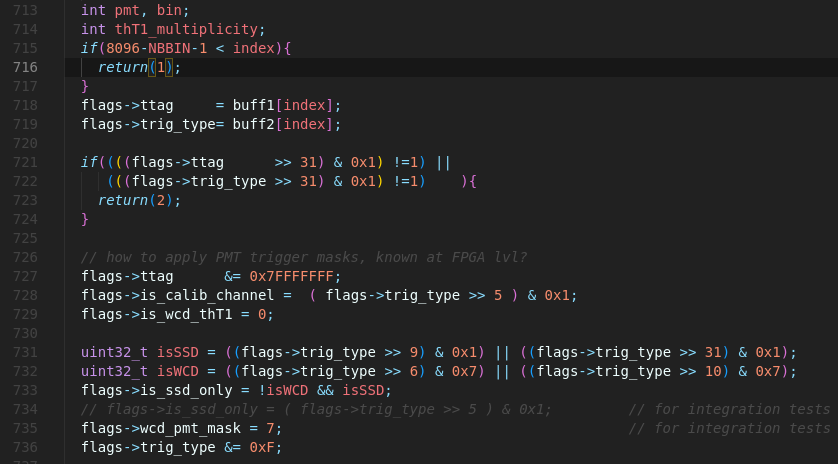 713 int pmt, bin;
714 int thT1_multiplicity;
715 if(8096-NBBIN-1 < index){
716 return(1);
717 }
718 flags->ttag     = buff1[index];
719 flags->trig_type= buff2[index];
720
721 if((((flags->ttag      >> 31) & 0x1) !=1) ||
722 (((flags->trig_type >> 31) & 0x1) !=1)    ){
723 return(2);
724 }
725
726 // how to apply PMT trigger masks, known at FPGA lvl?
727 flags->ttag      &= 0x7FFFFFFF;
728 flags->is_calib_channel =  ( flags->trig_type >> 5 ) & 0x1;
729 flags->is_wcd_thT1 = 0;
730
731 uint32_t isSSD = ((flags->trig_type >> 9) & 0x1) || ((flags->trig_type >> 31) & 0x1);
732 uint32_t isWCD = ((flags->trig_type >> 6) & 0x7) || ((flags->trig_type >> 10) & 0x7);
733 flags->is_ssd_only = !isWCD && isSSD;
734 // flags->is_ssd_only = ( flags->trig_type >> 5 ) & 0x1;         // for integration tests
735 flags->wcd_pmt_mask = 7;                                         // for integration tests
736 flags->trig_type &= 0xF;